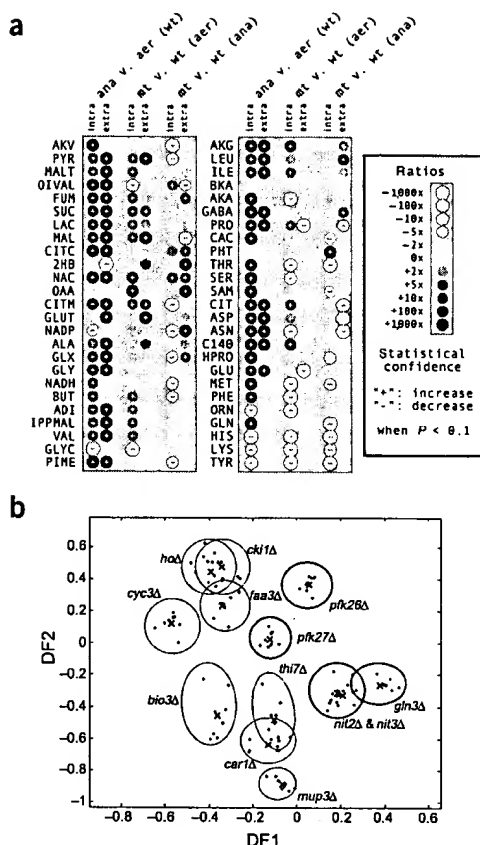 a
ana v. aer (wt)
mt v. wt (aer)
mt v. wt (ana)
ana v. aer (wt)
mt v. wt (aer)
mt v. wt (ana)
intra extra intra extra intra extra
intra extra intra extra intra extra
AKV
PYR
MALT
OIVAL
FUM
SUC
LAC
MAL
CITC
2HB
NAC
OAA
CITM
GLUT
NADP
ALA
GLX
GLY
NADH
BUT
ADI
IPPMAL
VAL
GLYC
PIME
AKG
LEU
ILE
BKA
AKA
GABA
PRO
CAC
PHT
THR
SER
SAM
CIT
ASP
ASN
C140
HPRO
GLU
MET
PHE
ORN
GLN
HIS
LYS
TYR
Ratios
-1000x
-100x
-10x
-5x
-2x
0x
+2x
+5x
+10x
+100x
+1000x
Statistical
confidence
"+": increase
"-": decrease
when P < 0.1
b
DF2
0.6
0.4
0.2
0
-0.2
-0.4
-0.6
-0.8
-1
hoΔ
cki1Δ
cyc3Δ
faa3Δ
pfk26Δ
pfk27Δ
thi7Δ
bio3Δ
gln3Δ
nit2Δ & nit3Δ
car1Δ
mup3Δ
-0.8 -0.6 -0.4 -0.2 0 0.2 0.4 0.6
DF1